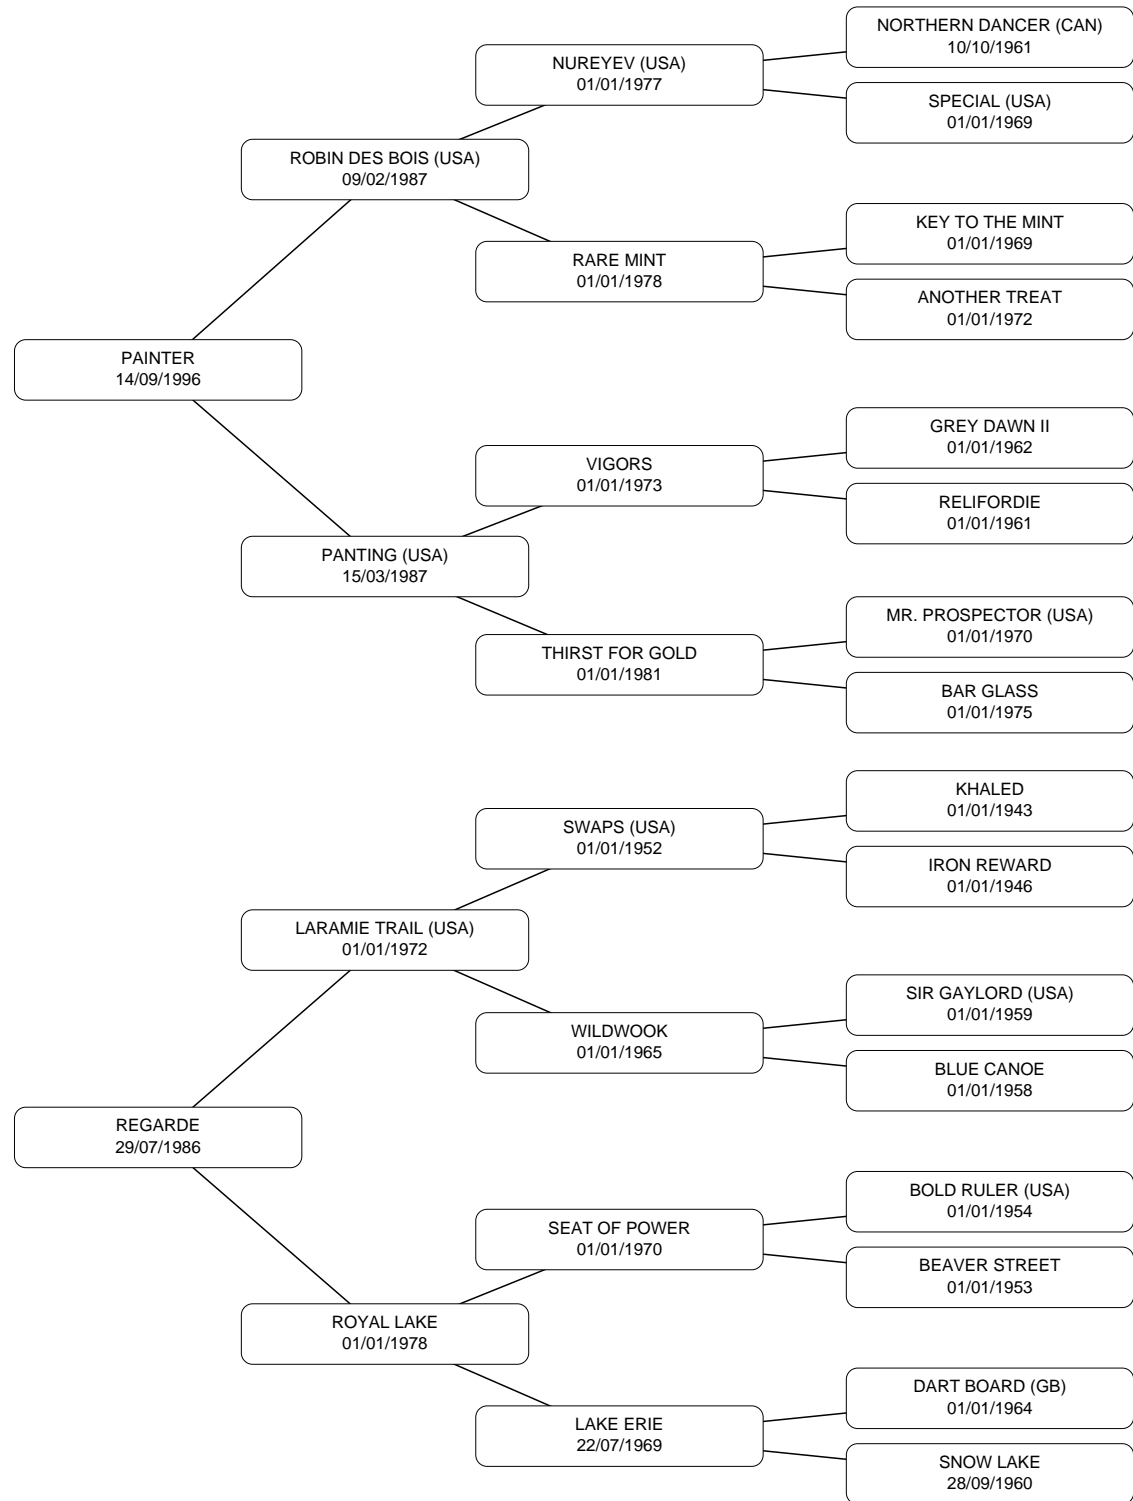 NORTHERN DANCER (CAN)
10/10/1961
NUREYEV (USA)
01/01/1977
SPECIAL (USA)
01/01/1969
ROBIN DES BOIS (USA)
09/02/1987
KEY TO THE MINT
01/01/1969
RARE MINT
01/01/1978
ANOTHER TREAT
01/01/1972
PAINTER
14/09/1996
GREY DAWN II
01/01/1962
VIGORS
01/01/1973
RELIFORDIE
01/01/1961
PANTING (USA)
15/03/1987
MR. PROSPECTOR (USA)
01/01/1970
THIRST FOR GOLD
01/01/1981
BAR GLASS
01/01/1975
KHALED
01/01/1943
SWAPS (USA)
01/01/1952
IRON REWARD
01/01/1946
LARAMIE TRAIL (USA)
01/01/1972
SIR GAYLORD (USA)
01/01/1959
WILDWOOK
01/01/1965
BLUE CANOE
01/01/1958
REGARDE
29/07/1986
BOLD RULER (USA)
01/01/1954
SEAT OF POWER
01/01/1970
BEAVER STREET
01/01/1953
ROYAL LAKE
01/01/1978
DART BOARD (GB)
01/01/1964
LAKE ERIE
22/07/1969
SNOW LAKE
28/09/1960